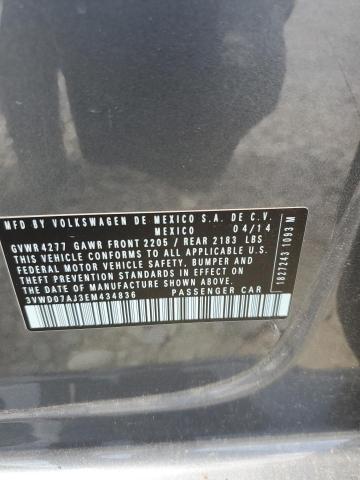 MFD BY VOLKSWAGEN DE MEXICO S.A. DE C.V.
MEXICO 04/14
GVWR 4277 GAWR FRONT 2205 / REAR 2183 LBS
THIS VEHICLE CONFORMS TO ALL APPLICABLE U.S.
FEDERAL MOTOR VEHICLE SAFETY, BUMPER AND
THEFT PREVENTION STANDARDS IN EFFECT ON
THE DATE OF MANUFACTURE SHOWN ABOVE
3VWD07AJ3EM434836 PASSENGER CAR
1827243 1093 M